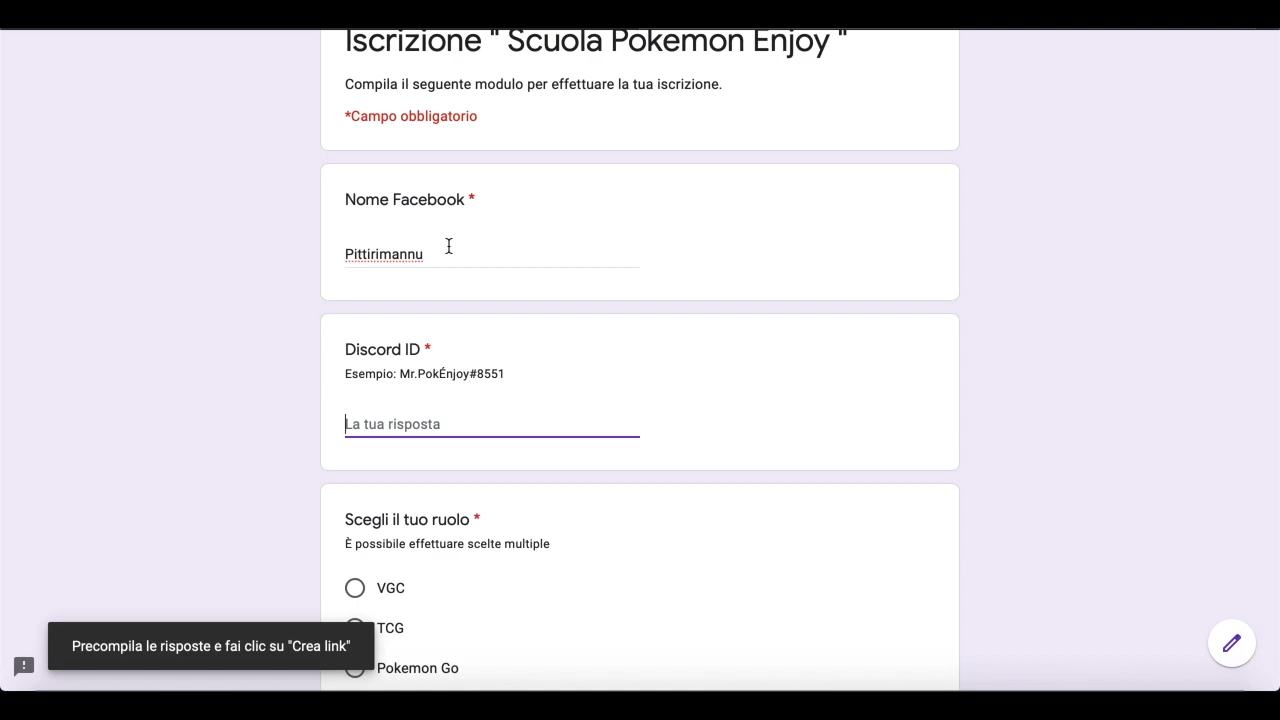 Iscrizione " Scuola Pokemon Enjoy "
Compila il seguente modulo per effettuare la tua iscrizione.
*Campo obbligatorio
Nome Facebook *
Pittirimannu
Discord ID *
Esempio: Mr.PokÉnjoy#8551
La tua risposta
Scegli il tuo ruolo *
È possibile effettuare scelte multiple
VGC
TCG
Precompila le risposte e fai clic su "Crea link"
Pokemon Go